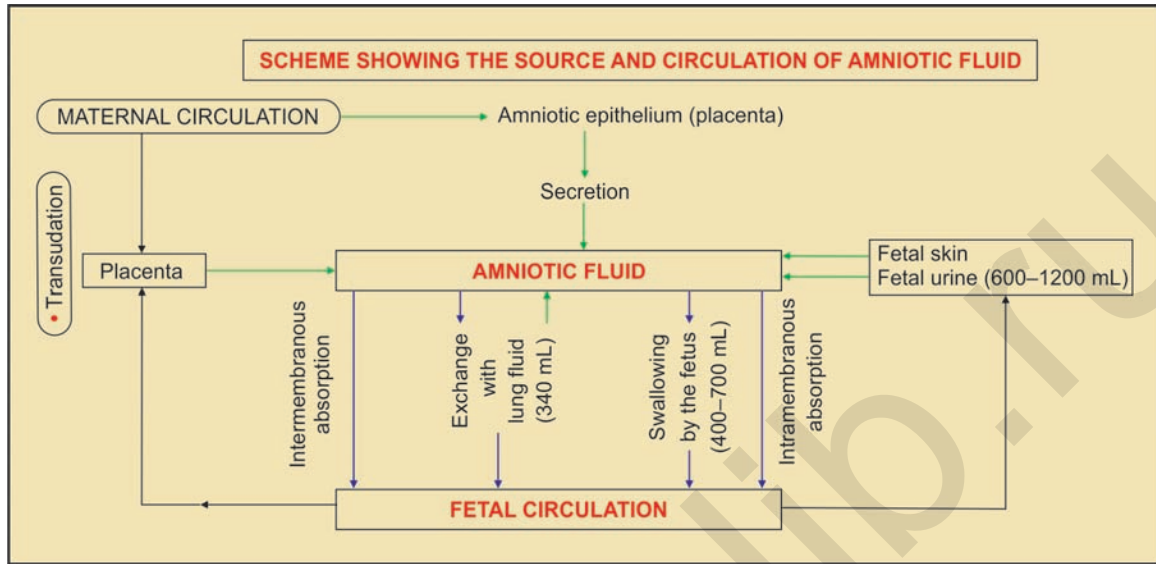 SCHEME SHOWING THE SOURCE AND CIRCULATION OF AMNIOTIC FLUID
MATERNAL CIRCULATION
Amniotic epithelium (placenta)
Secretion
• Transudation
Placenta
AMNIOTIC FLUID
Fetal skin
Fetal urine (600–1200 mL)
Intermembranous
absorption
Exchange
with
lung fluid
(340 mL)
Swallowing
by the fetus
(400–700 mL)
Intramembranous
absorption
FETAL CIRCULATION
lib.ru